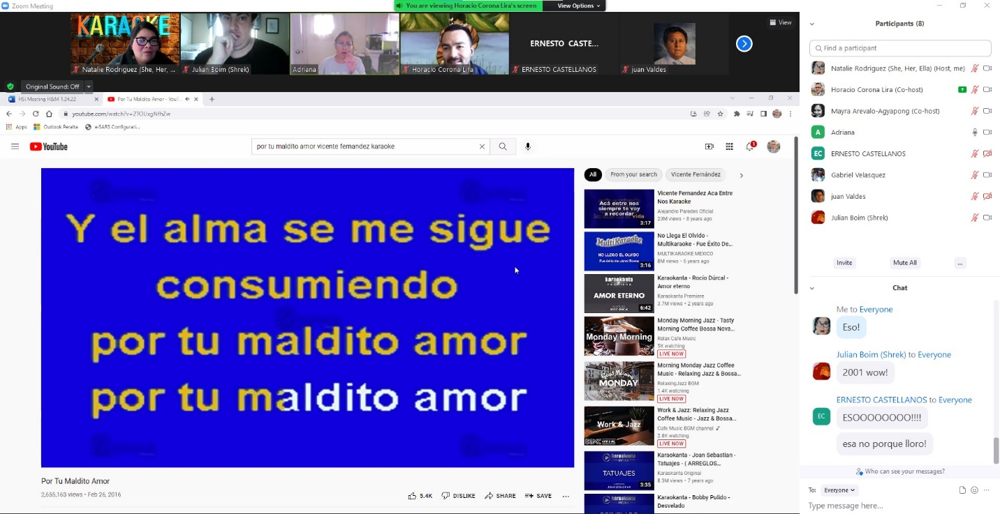 Zoom Meeting
You are viewing Horacio Corona Lira's screen
View Options
View
KARAOKE
Natalie Rodriguez (She, Her, ...
Julian Boim (Shrek)
Adriana
Horacio Corona Lira
ERNESTO CASTE...
ERNESTO CASTELLANOS
juan Valdes
Original Sound: Off
HSI Meeting H&M 1.24.22
Por Tu Maldito Amor - YouT
youtube.com/watch?v=2TOUxgNfhZw
Apps
Outlook Peralta
e-SARS Configurati...
YouTube
por tu maldito amor vicente fernandez karaoke
1
Y el alma se me sigue
consumiendo
por tu maldito amor
por tu maldito amor
Por Tu Maldito Amor
2,655,163 views • Feb 26, 2016
5.4K
DISLIKE
SHARE
SAVE
...
All
From your search
Vicente Fernández
Acá entre nos
siempre te voy
a recordar
Vida
3:17
Vicente Fernandez Aca Entre
Nos Karaoke
Alejandro Paredes Oficial
23M views • 8 years ago
MultiKaraoke
NO LLEGO EL OLVIDO
3:16
No Llega El Olvido -
Multikaraoke - Fue Éxito De...
MULTIKARAOKE MEXICO
8M views • 6 years ago
karaokanta
PREMIERE
AMOR ETERNO
6:42
Karaokanta - Rocío Dúrcal -
Amor eterno
Karaokanta Premiere
3.7M views • 2 years ago
Monday Morning
Monday Morning Jazz - Tasty
Morning Coffee Bossa Nova...
Relax Cafe Music
5K watching
LIVE NOW
Good Morning
MONDAY
Morning Monday Jazz Coffee
Music - Relaxing Jazz & Bossa...
RelaxingJazz BGM
1.4K watching
LIVE NOW
Work & Jazz
BGMC OFFICIAL
Work & Jazz: Relaxing Jazz
Coffee Music - Jazz & Bossa...
Cafe Music BGM channel
2.8K watching
LIVE NOW
karaokanta
TATUAJES
3:35
Karaokanta - Joan Sebastian -
Tatuajes - ( ARREGLOS...
Karaokanta Original
8.3M views • 7 years ago
karaokanta
Karaokanta - Bobby Pulido -
Desvelado
Participants (8)
Find a participant
Natalie Rodriguez (She, Her, Ella) (Host, me)
Horacio Corona Lira (Co-host)
Mayra Arevalo-Agyapong (Co-host)
A
Adriana
EC
ERNESTO CASTELLANOS
Gabriel Velasquez
juan Valdes
Julian Boim (Shrek)
Invite
Mute All
...
Chat
Me to Everyone
Eso!
Julian Boim (Shrek) to Everyone
2001 wow!
ERNESTO CASTELLANOS to Everyone
EC
ESOOOOOOOO!!!!
esa no porque lloro!
Who can see your messages?
To: Everyone
Type message here...